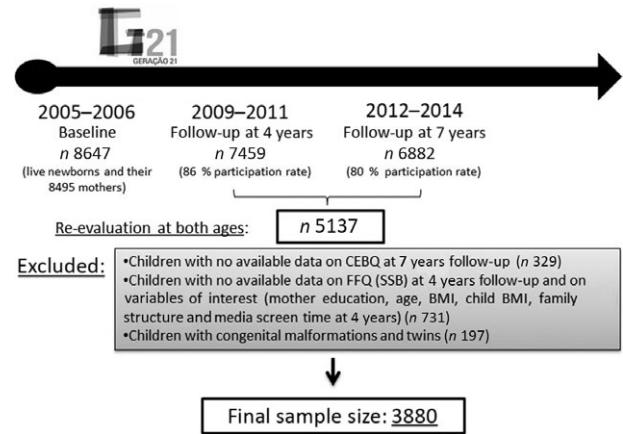 G21
GERAÇÃO 21
2005–2006
Baseline
n 8647
(live newborns and their
8495 mothers)
2009–2011
Follow-up at 4 years
n 7459
(86 % participation rate)
2012–2014
Follow-up at 7 years
n 6882
(80 % participation rate)
Re-evaluation at both ages:
n 5137
Excluded:
•Children with no available data on CEBQ at 7 years follow-up (n 329)
•Children with no available data on FFQ (SSB) at 4 years follow-up and on
variables of interest (mother education, age, BMI, child BMI, family
structure and media screen time at 4 years) (n 731)
•Children with congenital malformations and twins (n 197)
Final sample size: 3880